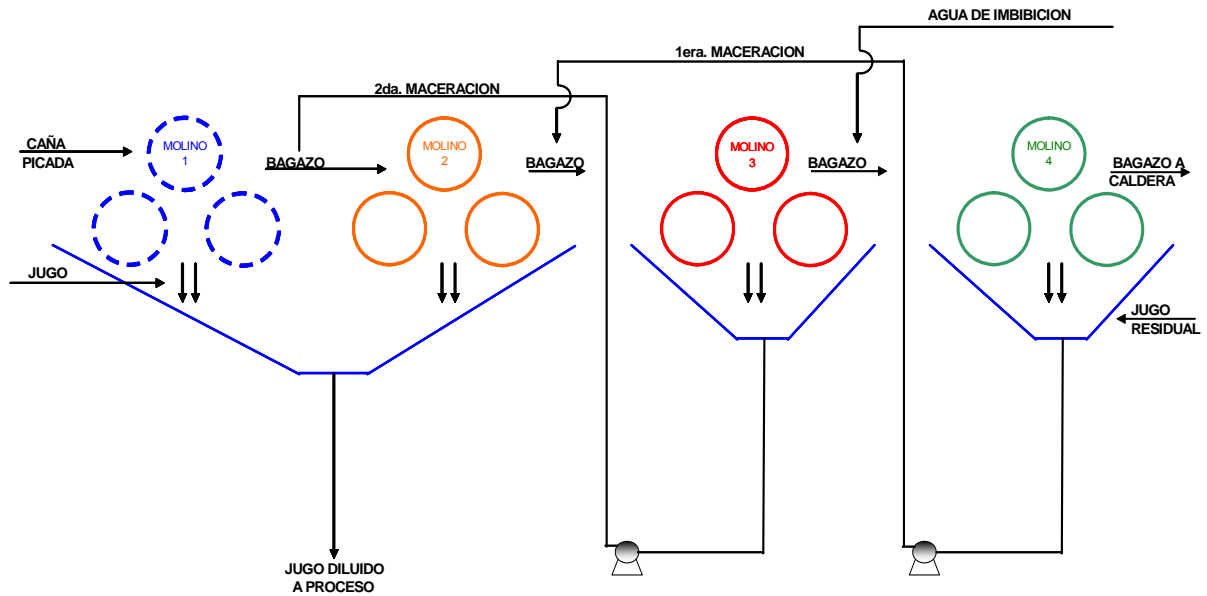 AGUA DE IMBIBICION
1era. MACERACION
2da. MACERACION
CAÑA
PICADA
MOLINO
1
BAGAZO
MOLINO
2
BAGAZO
MOLINO
3
BAGAZO
MOLINO
4
BAGAZO A
CALDERA
JUGO
JUGO
RESIDUAL
JUGO DILUIDO
A PROCESO